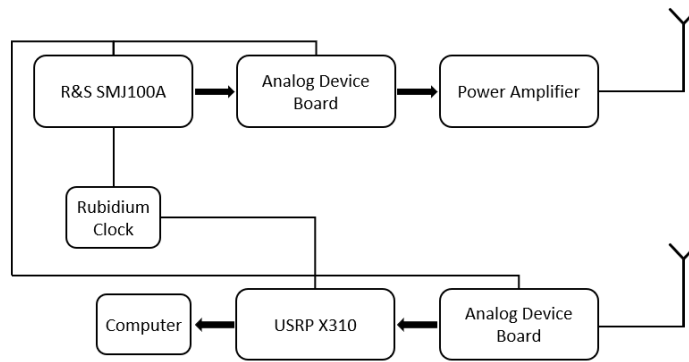 R&S SMJ100A
Analog Device
Board
Power Amplifier
Rubidium
Clock
Computer
USRP X310
Analog Device
Board